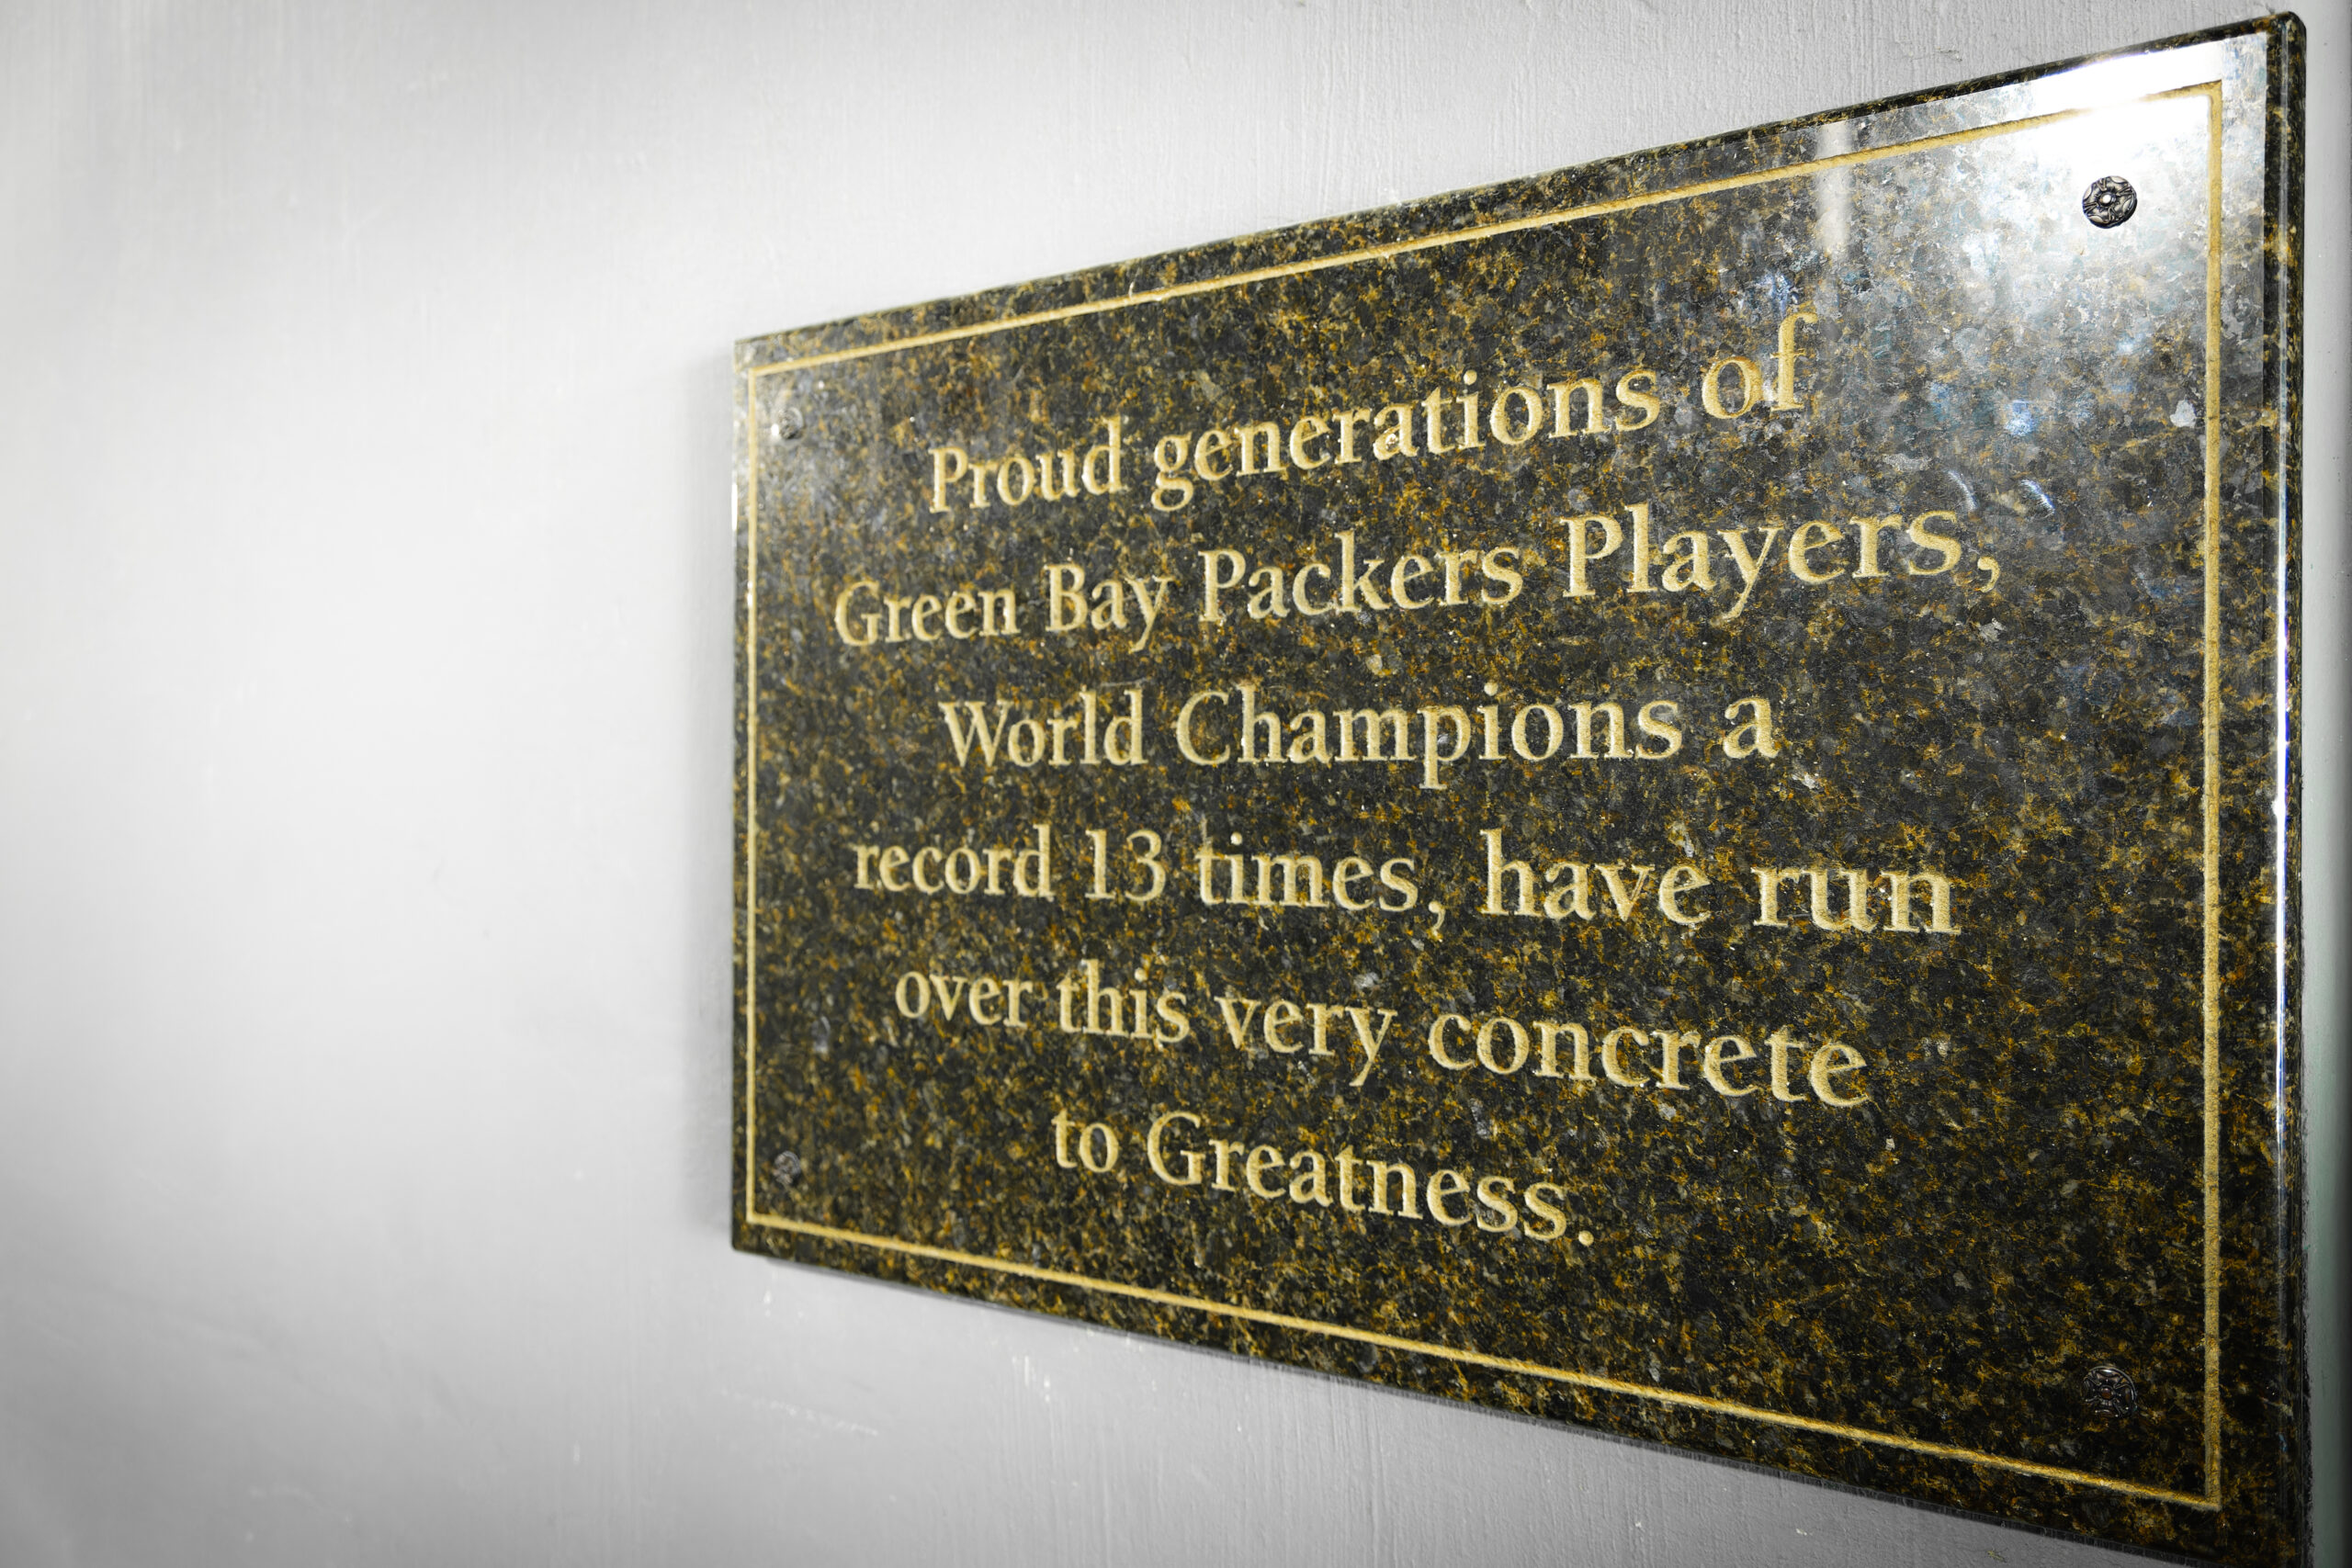 Proud generations of
Green Bay Packers Players,
World Champions a
record 13 times, have run
over this very concrete
to Greatness.